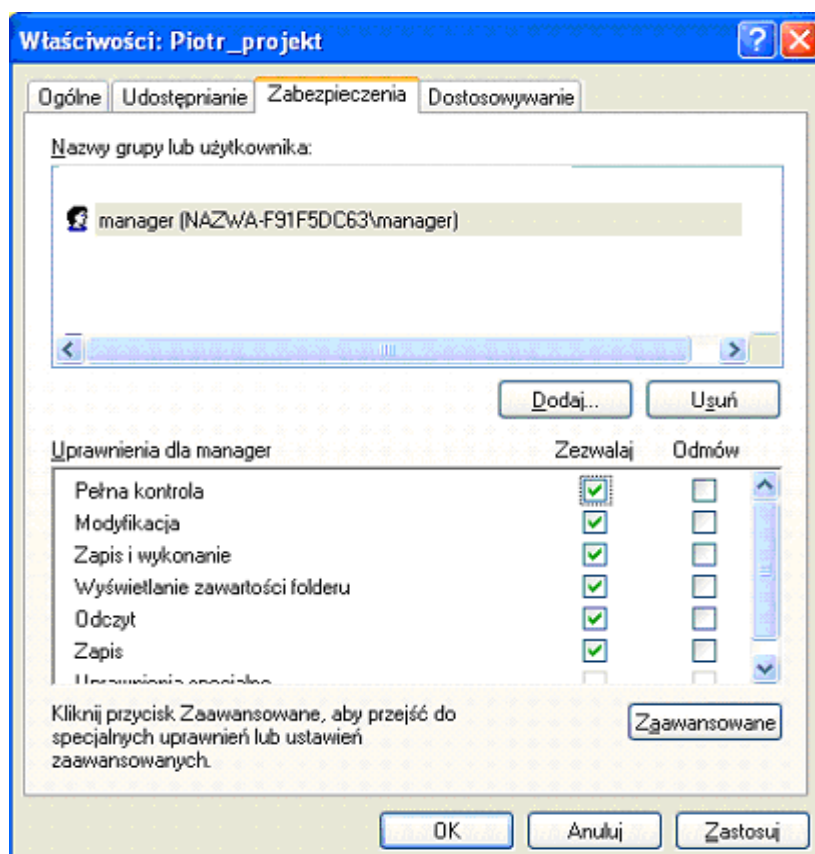 Właściwości: Piotr_projekt
Ogólne Udostępnianie Zabezpieczenia Dostosowywanie
Nazwy grupy lub użytkownika:
manager (NAZWA-F91F5DC63\manager)
Dodaj... Usuń
Uprawnienia dla manager Zezwalaj Odmów
Pełna kontrola
Modyfikacja
Zapis i wykonanie
Wyświetlanie zawartości folderu
Odczyt
Zapis
Uprawnienia specjalne
Kliknij przycisk Zaawansowane, aby przejść do
specjalnych uprawnień lub ustawień
zaawansowanych.
Zaawansowane
OK Anuluj Zastosuj